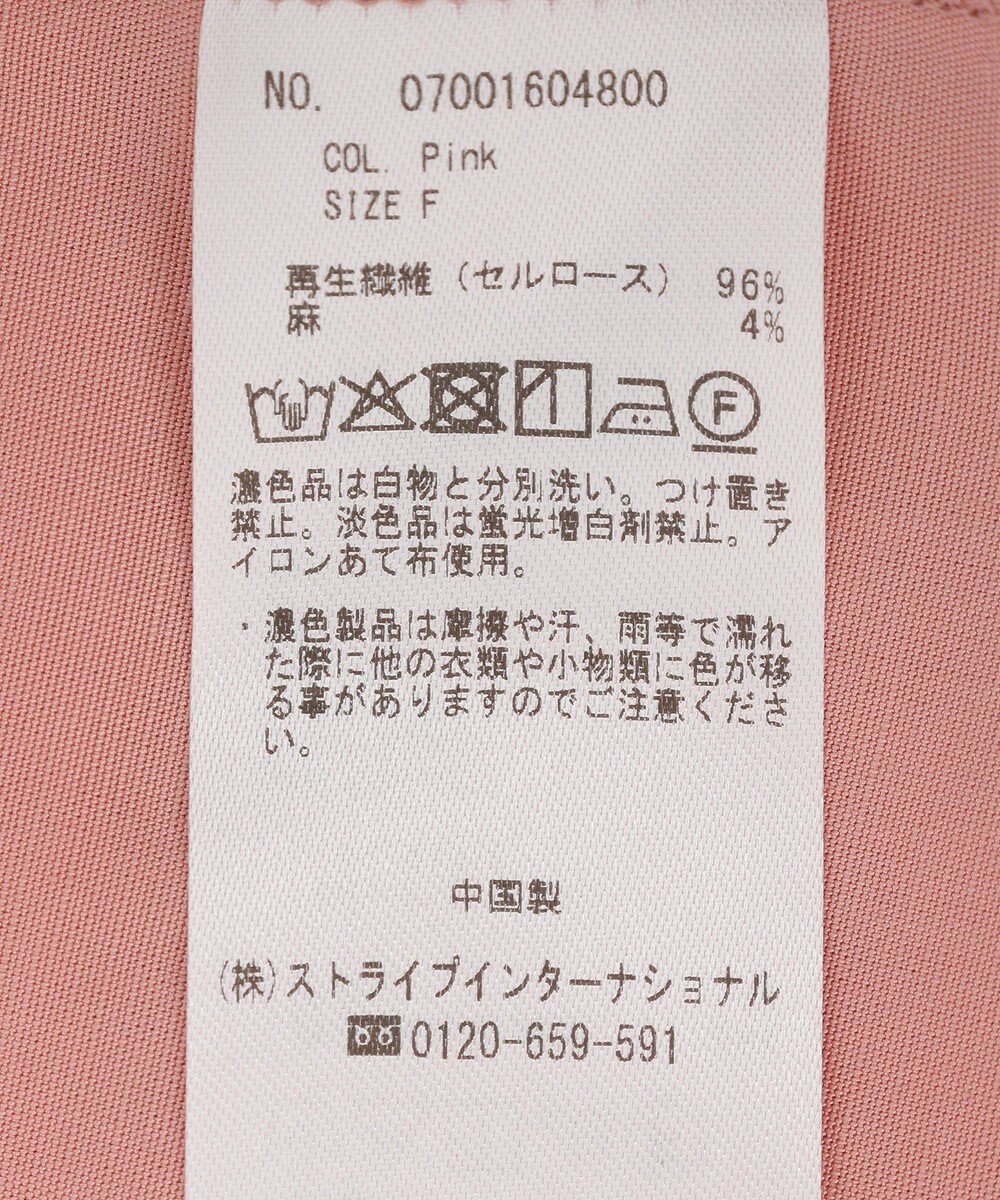 NO. 07001604800
COL. Pink
SIZE F
再生繊維（セルロース） 96%
麻 4%
F
濃色品は白物と分別洗い。つけ置き
禁止。淡色品は蛍光増白剤禁止。ア
イロンあて布使用。
・濃色製品は摩擦や汗、雨等で濡れ
た際に他の衣類や小物類に色が移
る事がありますのでご注意くださ
い。
中国製
(株)ストライプインターナショナル
0120-659-591